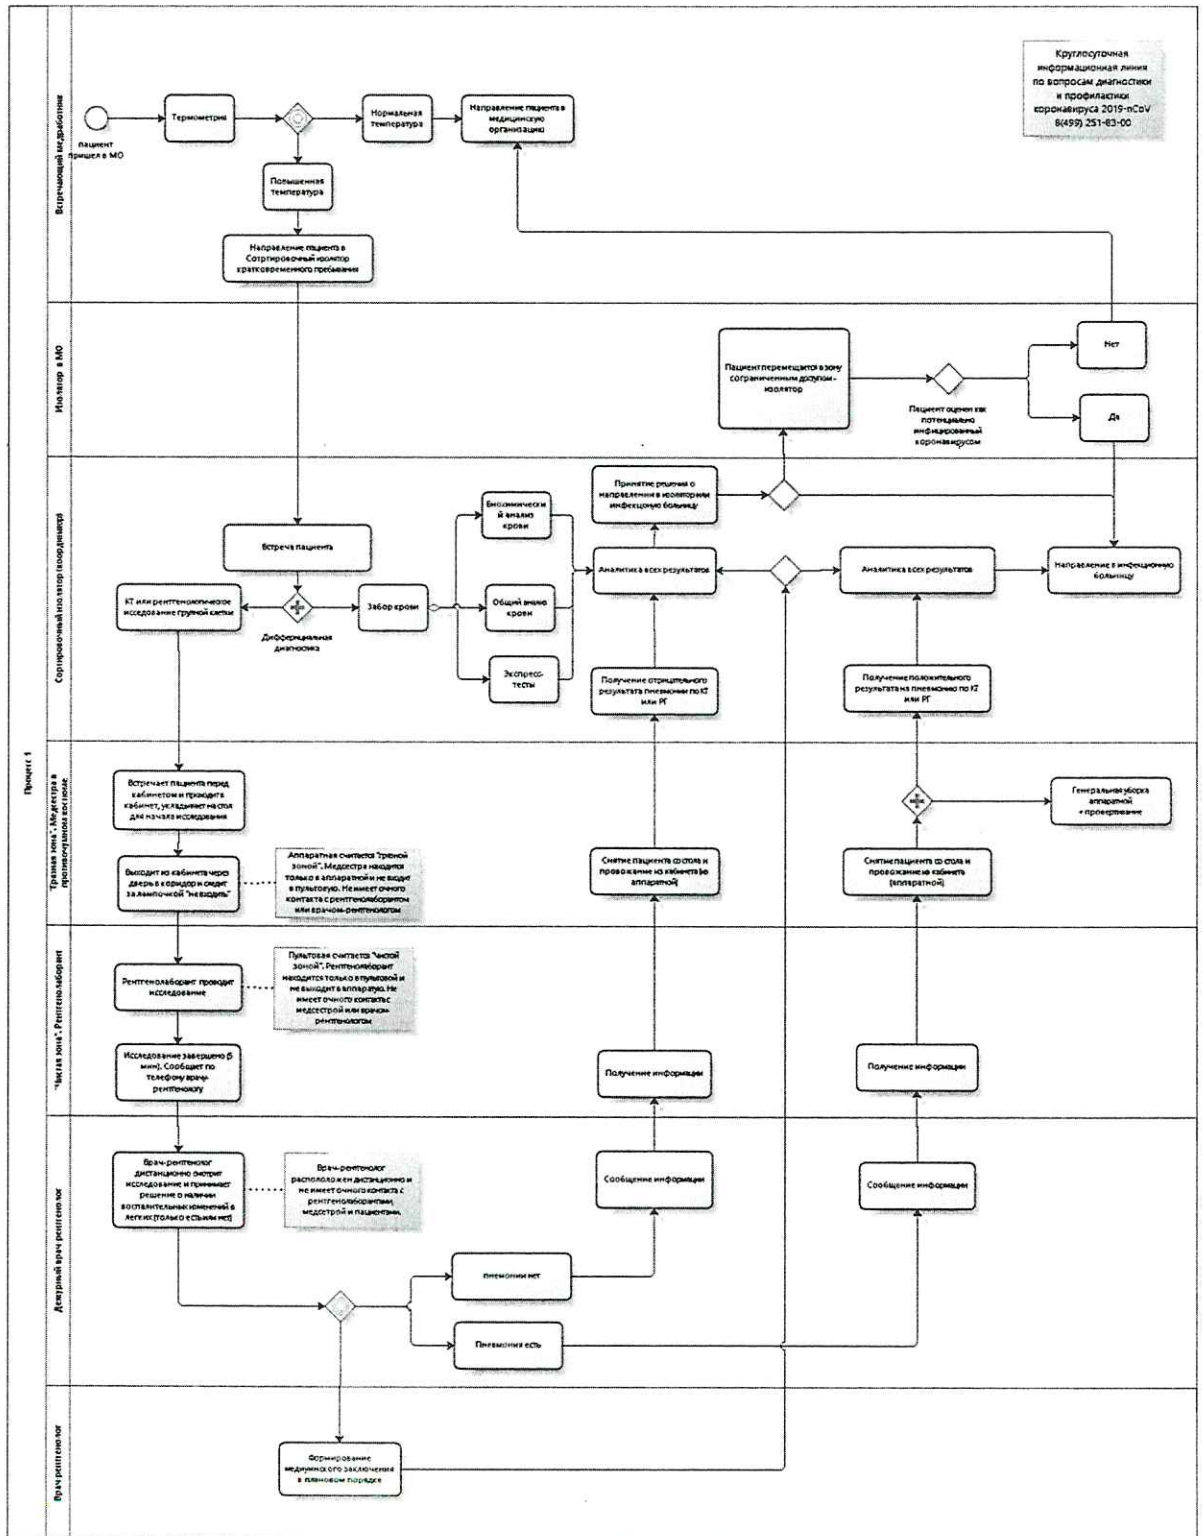 Процесс 1
Встречающий медработник
пациент
пришел в МО
Термометрия
Нормальная
температура
Направление пациента в
медицинскую
организацию
Повышенная
температура
Направление пациента в
Сотртировочный изолятор
кратковременного пребывания
Круглосуточная
информационная линия
по вопросам диагностики
и профилактики
коронавируса 2019-nCoV
8(499) 251-83-00
Изолятор в МО
Пациент перемещается в зону
с ограниченным доступом -
изолятор
Пациент оценен как
потенциально
инфицированный
коронавирусом
Нет
Да
Сортировочный изолятор (координатор)
Встреча пациента
КТ или рентгенологическое
исследование грудной клетки
Дифференциальная
диагностика
Забор крови
Биохимическ
й анализ
крови
Общий анализ
крови
Экспресс-
тесты
Принятие решения о
направлении в изолятор или
инфекционую больницу
Аналитика всех результатов
Получение отрицательного
результата пневмонии по КТ
или РГ
Аналитика всех результатов
Получение положительного
результата на пневмонию по КТ
или РГ
Направление в инфекционную
больницу
"Грязная зона". Медсестра в
противочумном костюме
Встречает пациента перед
кабинетом и проводит в
кабинет, укладывает на стол
для начала исследования
Выходит из кабинета через
дверь в коридор и следит
за лампочкой "не входить"
Аппаратная считается "грязной
зоной". Медсестра находится
только в аппаратной и не входит
в пультовую. Не имеет очного
контакта с рентгенолаборантом
или врачом-рентгенологом
Снятие пациента со стола и
провожание из кабинета (из
аппаратной)
Снятие пациента со стола и
провожание из кабинета
(аппаратной)
Генеральная уборка
аппаратной
+ проветривание
"Чистая зона". Рентгенолаборант
Рентгенолаборант проводит
исследование
Пультовая считается "чистой
зоной". Рентгенолаборант
находится только в пультовой и
не выходит в аппаратую. Не
имеет очного контакта с
медсестрой или врачом-
рентгенологом
Исследование завершено (5
мин). Сообщает по
телефону врачу-
рентгенологу
Получение информации
Получение информации
Дежурный врач рентгенолог
Врач-рентгенолог
дистанционно смотрит
исследование и принимает
решение о наличии
воспалительных изменений в
легких (только есть или нет)
Врач-рентгенолог
расположен дистанционно и
не имеет очного контакта с
рентгенолаборантами,
медсетрой и пациентами.
Сообщение информации
Сообщение информации
пнемонии нет
Пневмония есть
Врач рентгенолог
Формирование
медицинского заключения
в плановом порядке